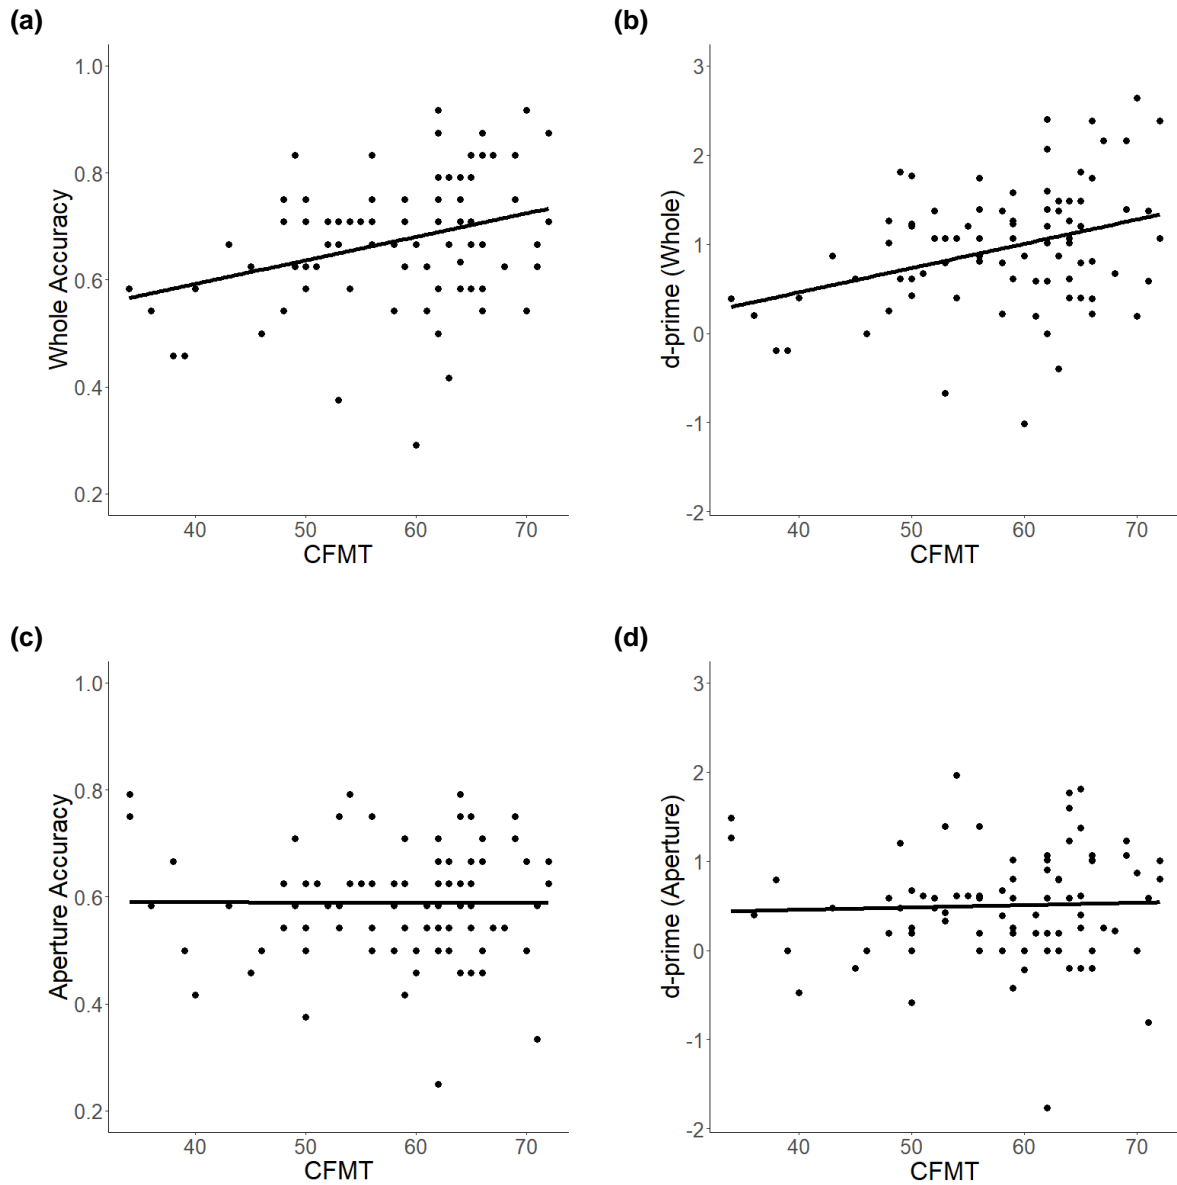 (a)
Whole Accuracy
1.0
0.8
0.6
0.4
0.2
40 50 60 70
CFMT
(b)
d-prime (Whole)
3
2
1
0
-1
-2
40 50 60 70
CFMT
(c)
Aperture Accuracy
1.0
0.8
0.6
0.4
0.2
40 50 60 70
CFMT
(d)
d-prime (Aperture)
3
2
1
0
-1
-2
40 50 60 70
CFMT